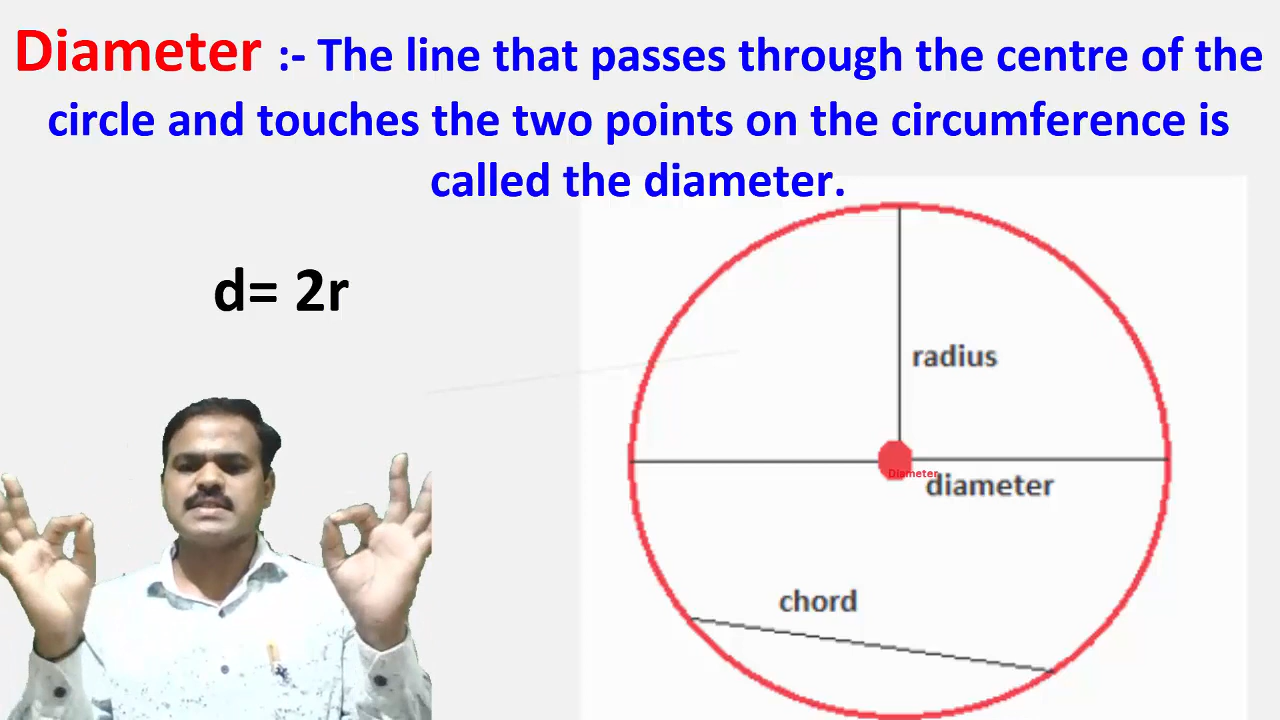 Diameter :- The line that passes through the centre of the
circle and touches the two points on the circumference is
called the diameter.
d= 2r
radius
Diameter
diameter
chord